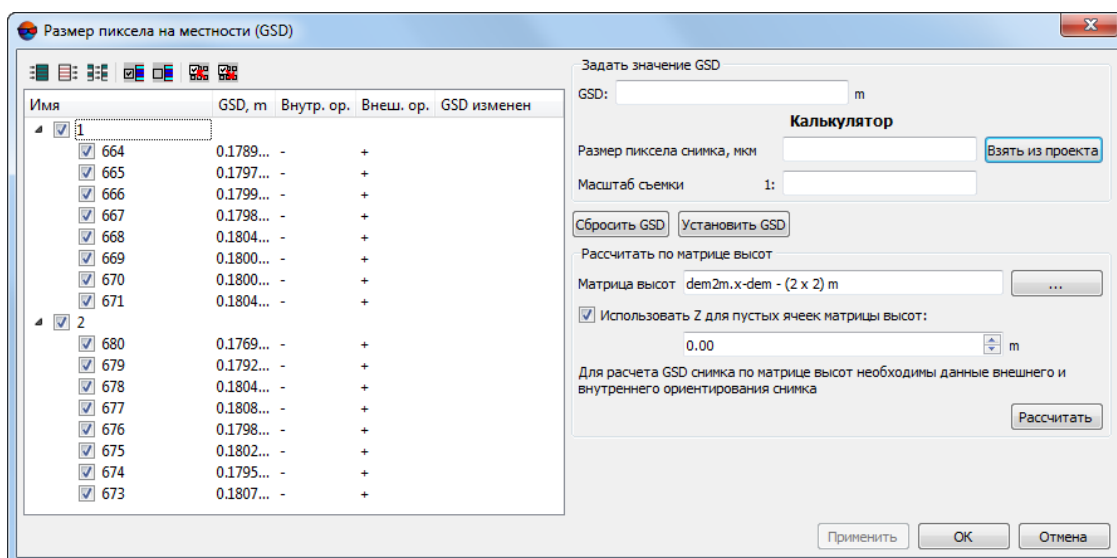 Размер пиксела на местности (GSD)
Имя GSD, m Внутр. ор. Внеш. ор. GSD изменен
1
664 0.1789... - +
665 0.1797... - +
666 0.1799... - +
667 0.1798... - +
668 0.1804... - +
669 0.1800... - +
670 0.1800... - +
671 0.1804... - +
2
680 0.1769... - +
679 0.1792... - +
678 0.1804... - +
677 0.1808... - +
676 0.1798... - +
675 0.1802... - +
674 0.1795... - +
673 0.1807... - +
Задать значение GSD
GSD: m
Калькулятор
Размер пиксела снимка, мкм Взять из проекта
Масштаб съемки 1:
Сбросить GSD Установить GSD
Рассчитать по матрице высот
Матрица высот dem2m.x-dem - (2 x 2) m ...
Использовать Z для пустых ячеек матрицы высот:
0.00 m
Для расчета GSD снимка по матрице высот необходимы данные внешнего и
внутреннего ориентирования снимка
Рассчитать
Применить OK Отмена